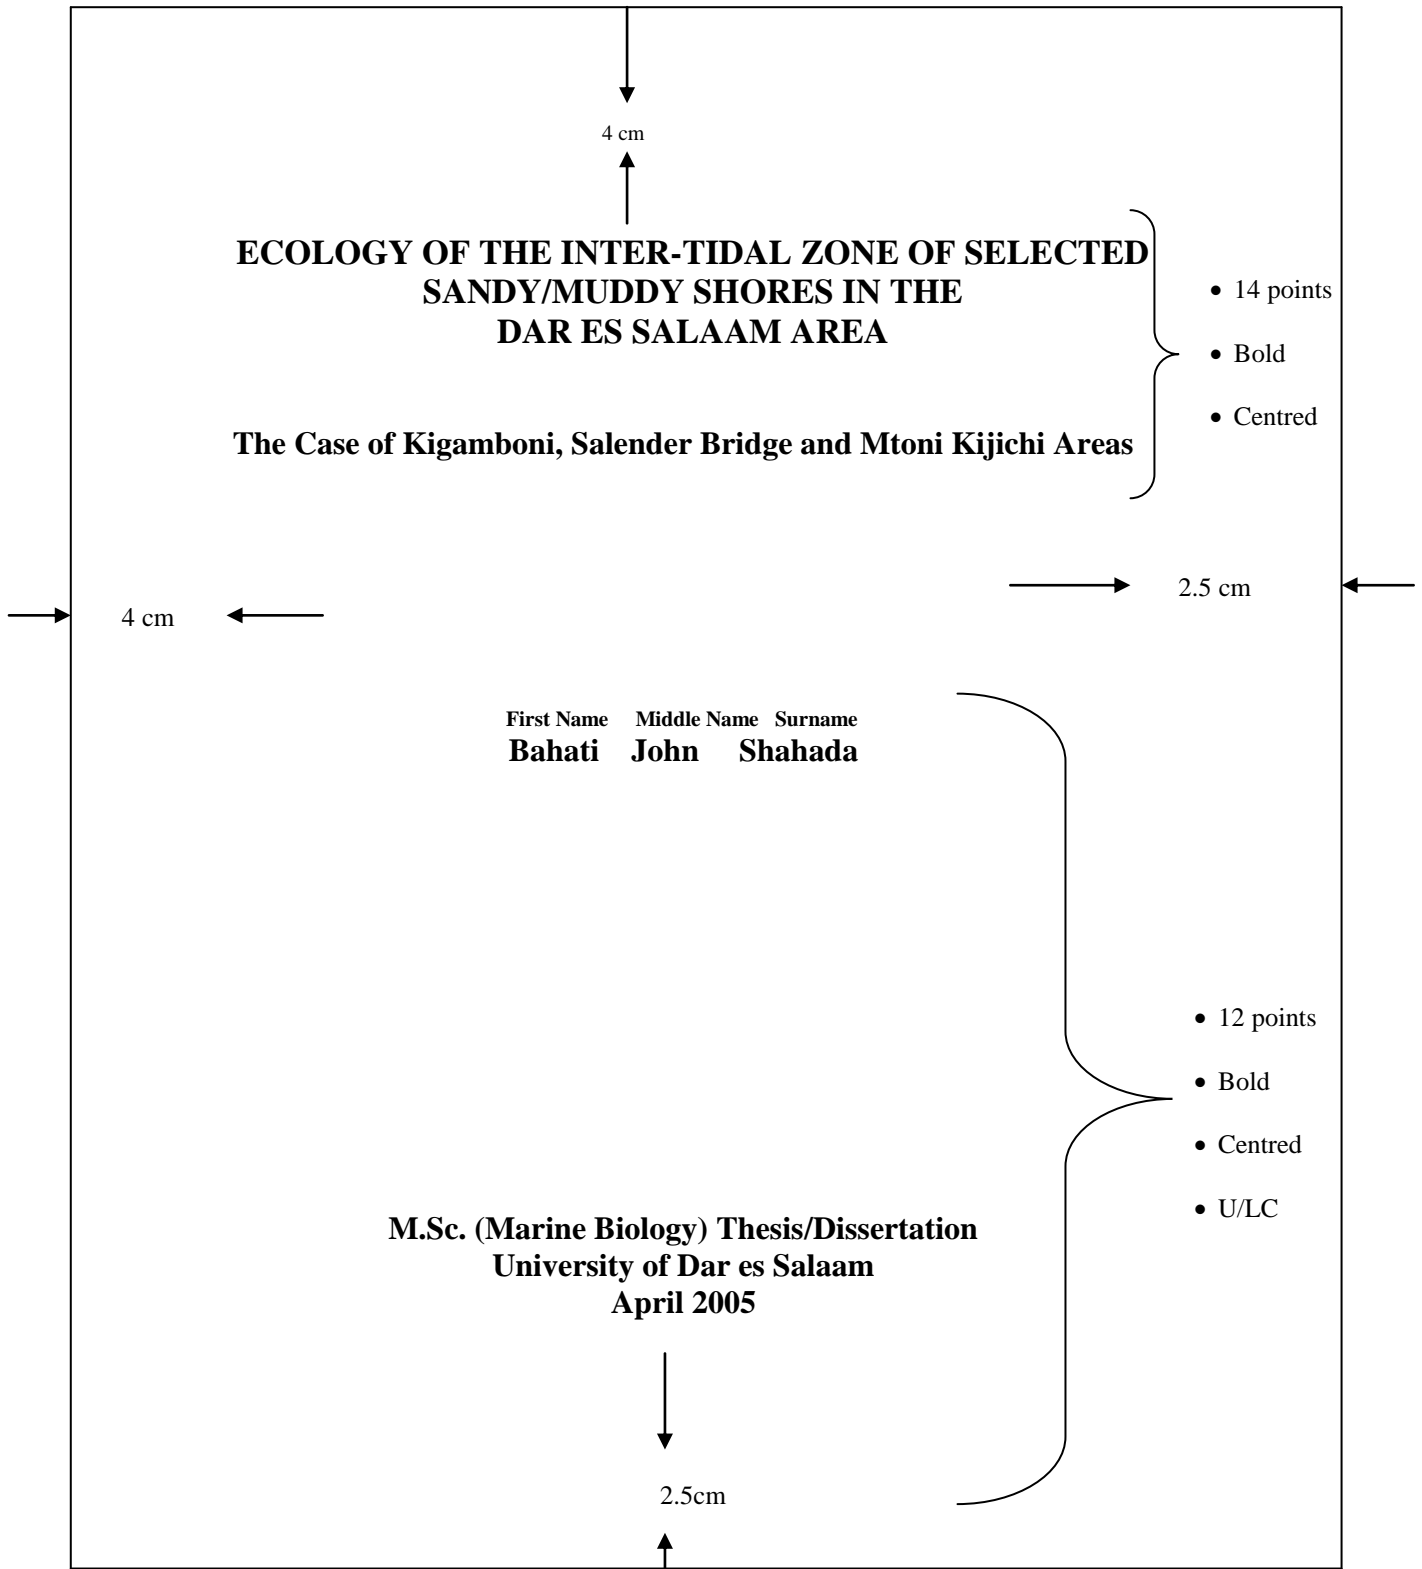 4 cm
ECOLOGY OF THE INTER-TIDAL ZONE OF SELECTED
SANDY/MUDDY SHORES IN THE
DAR ES SALAAM AREA
The Case of Kigamboni, Salender Bridge and Mtoni Kijichi Areas
• 14 points
• Bold
• Centred
4 cm
2.5 cm
First Name Middle Name Surname
Bahati John Shahada
M.Sc. (Marine Biology) Thesis/Dissertation
University of Dar es Salaam
April 2005
• 12 points
• Bold
• Centred
• U/LC
2.5cm